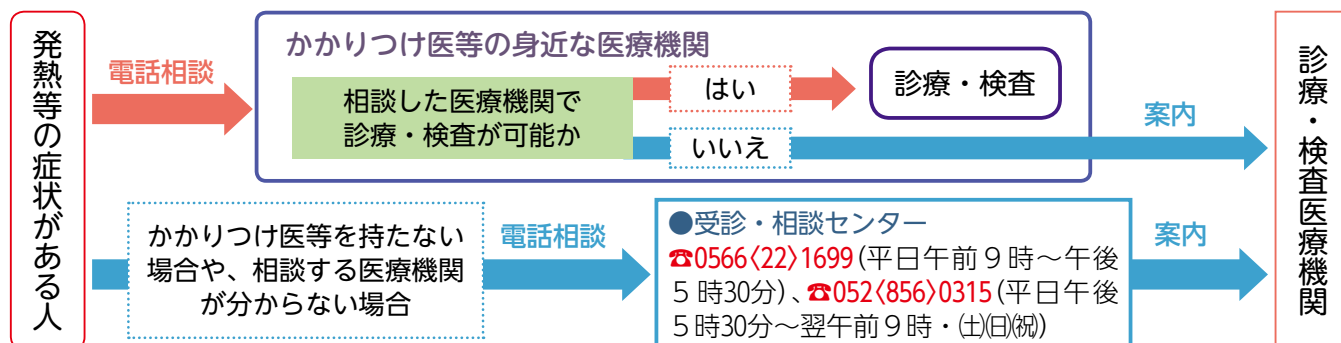 発熱等の症状がある人
電話相談
かかりつけ医等の身近な医療機関
相談した医療機関で
診療・検査が可能か
はい
診療・検査
いいえ
案内
かかりつけ医等を持たない
場合や、相談する医療機関
が分からない場合
電話相談
●受診・相談センター
☎0566〈22〉1699(平日午前9時～午後
5時30分)、☎052〈856〉0315(平日午後
5時30分～翌午前9時・㈯㈰㈷)
案内
診療・検査医療機関